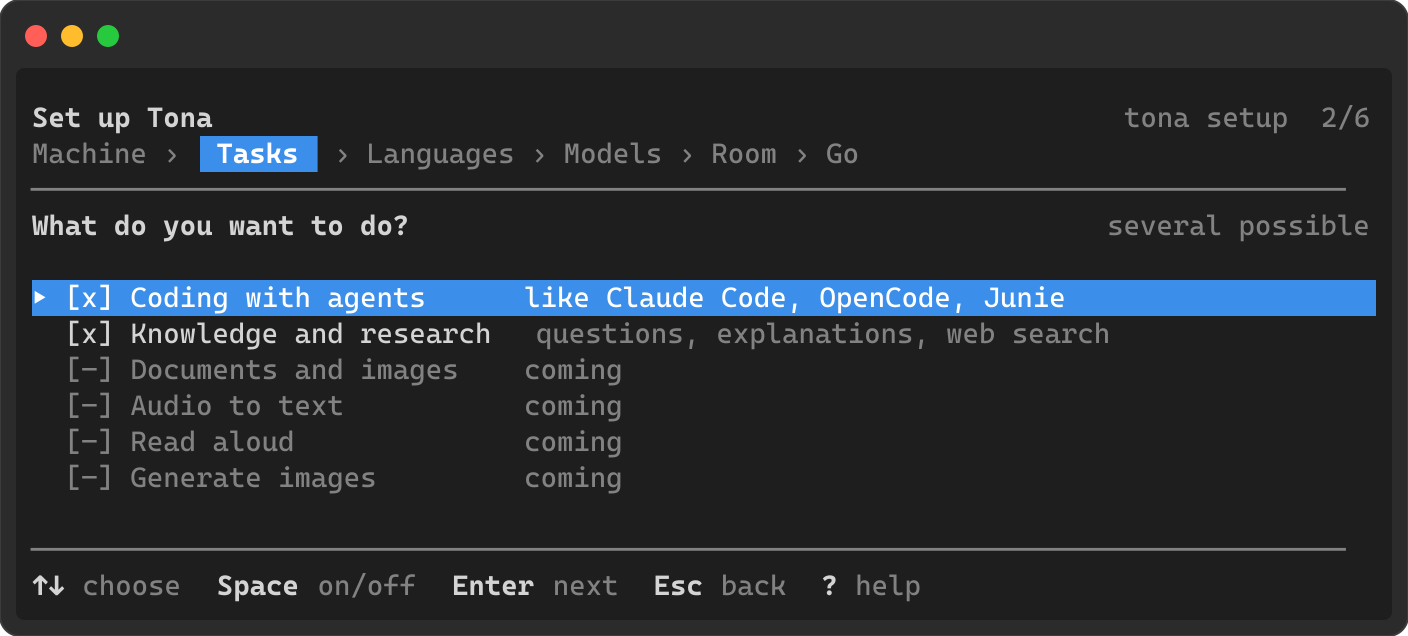 Set up Tona tona setup 2/6
Machine › Tasks › Languages › Models › Room › Go
What do you want to do? several possible
▶ [x] Coding with agents like Claude Code, OpenCode, Junie
[x] Knowledge and research questions, explanations, web search
[−] Documents and images coming
[−] Audio to text coming
[−] Read aloud coming
[−] Generate images coming
↑↓ choose Space on/off Enter next Esc back ? help